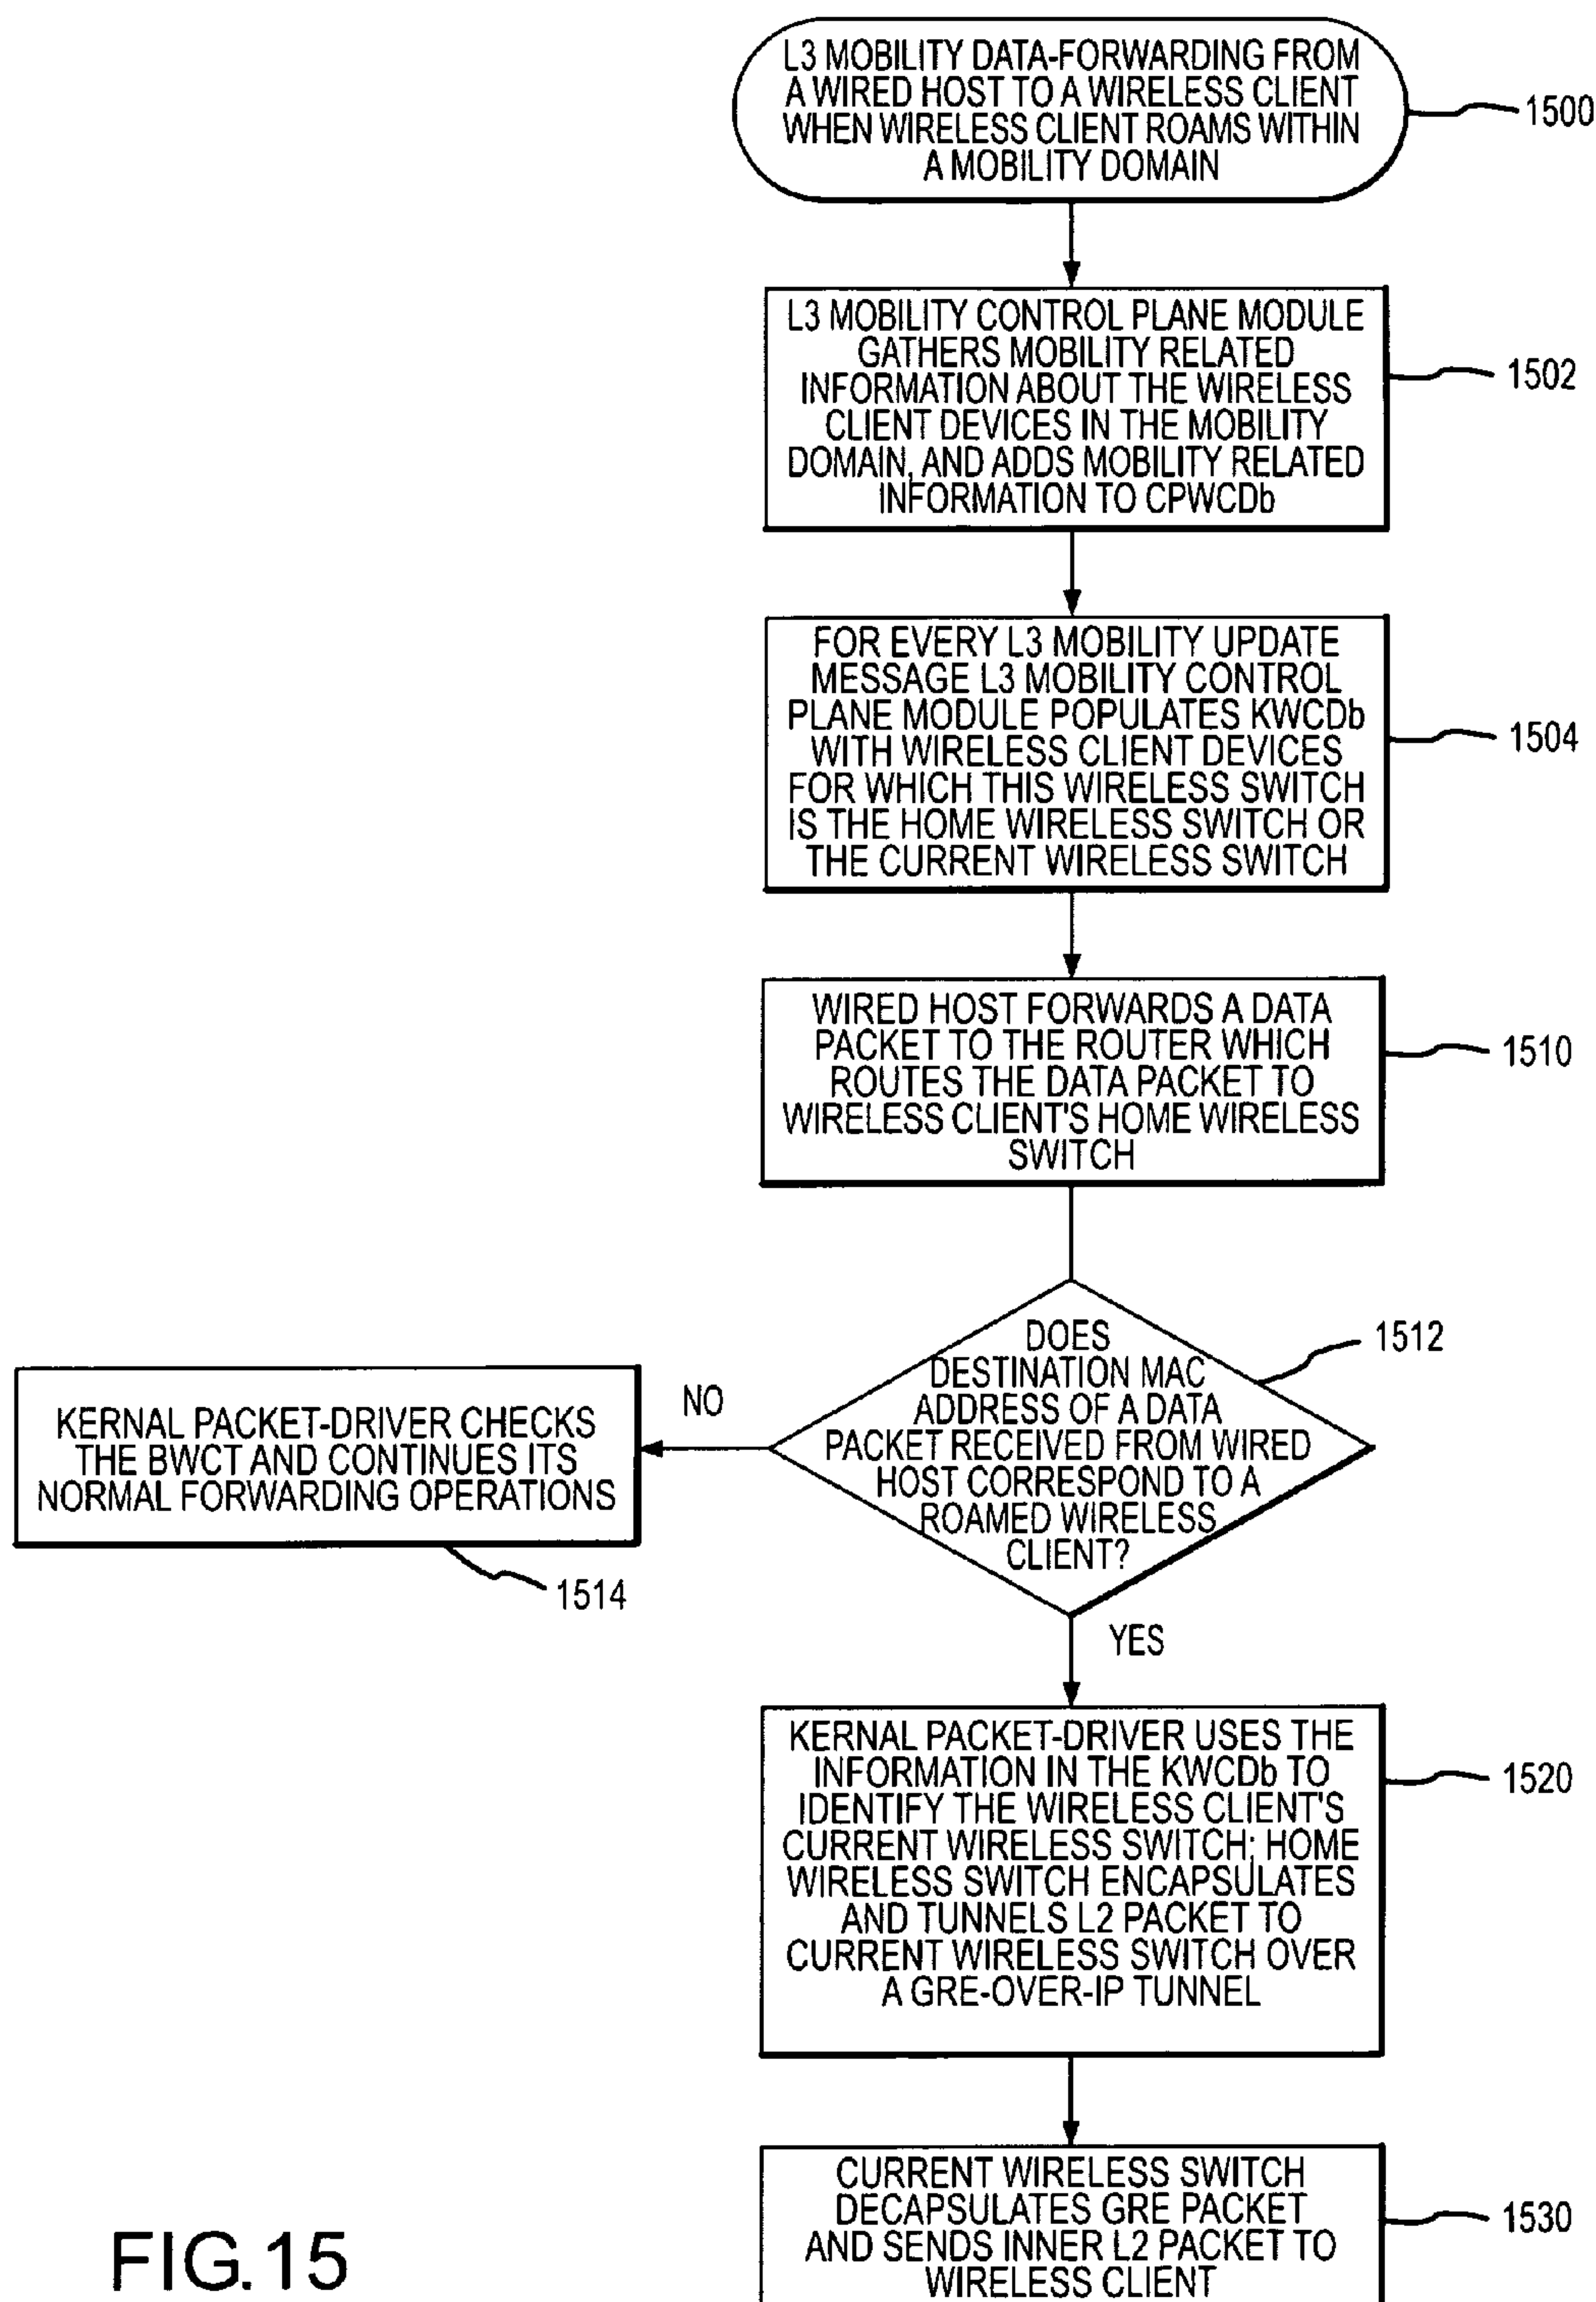 L3 MOBILITY DATA-FORWARDING FROM
A WIRED HOST TO A WIRELESS CLIENT
WHEN WIRELESS CLIENT ROAMS WITHIN
A MOBILITY DOMAIN
1500
L3 MOBILITY CONTROL PLANE MODULE
GATHERS MOBILITY RELATED
INFORMATION ABOUT THE WIRELESS
CLIENT DEVICES IN THE MOBILITY
DOMAIN, AND ADDS MOBILITY RELATED
INFORMATION TO CPWCDb
1502
FOR EVERY L3 MOBILITY UPDATE
MESSAGE L3 MOBILITY CONTROL
PLANE MODULE POPULATES KWCDb
WITH WIRELESS CLIENT DEVICES
FOR WHICH THIS WIRELESS SWITCH
IS THE HOME WIRELESS SWITCH OR
THE CURRENT WIRELESS SWITCH
1504
WIRED HOST FORWARDS A DATA
PACKET TO THE ROUTER WHICH
ROUTES THE DATA PACKET TO
WIRELESS CLIENT'S HOME WIRELESS
SWITCH
1510
DOES
DESTINATION MAC
ADDRESS OF A DATA
PACKET RECEIVED FROM WIRED
HOST CORRESPOND TO A
ROAMED WIRELESS
CLIENT?
1512
NO
KERNAL PACKET-DRIVER CHECKS
THE BWCT AND CONTINUES ITS
NORMAL FORWARDING OPERATIONS
1514
YES
KERNAL PACKET-DRIVER USES THE
INFORMATION IN THE KWCDb TO
IDENTIFY THE WIRELESS CLIENT'S
CURRENT WIRELESS SWITCH; HOME
WIRELESS SWITCH ENCAPSULATES
AND TUNNELS L2 PACKET TO
CURRENT WIRELESS SWITCH OVER
A GRE-OVER-IP TUNNEL
1520
CURRENT WIRELESS SWITCH
DECAPSULATES GRE PACKET
AND SENDS INNER L2 PACKET TO
WIRELESS CLIENT
1530
FIG.15